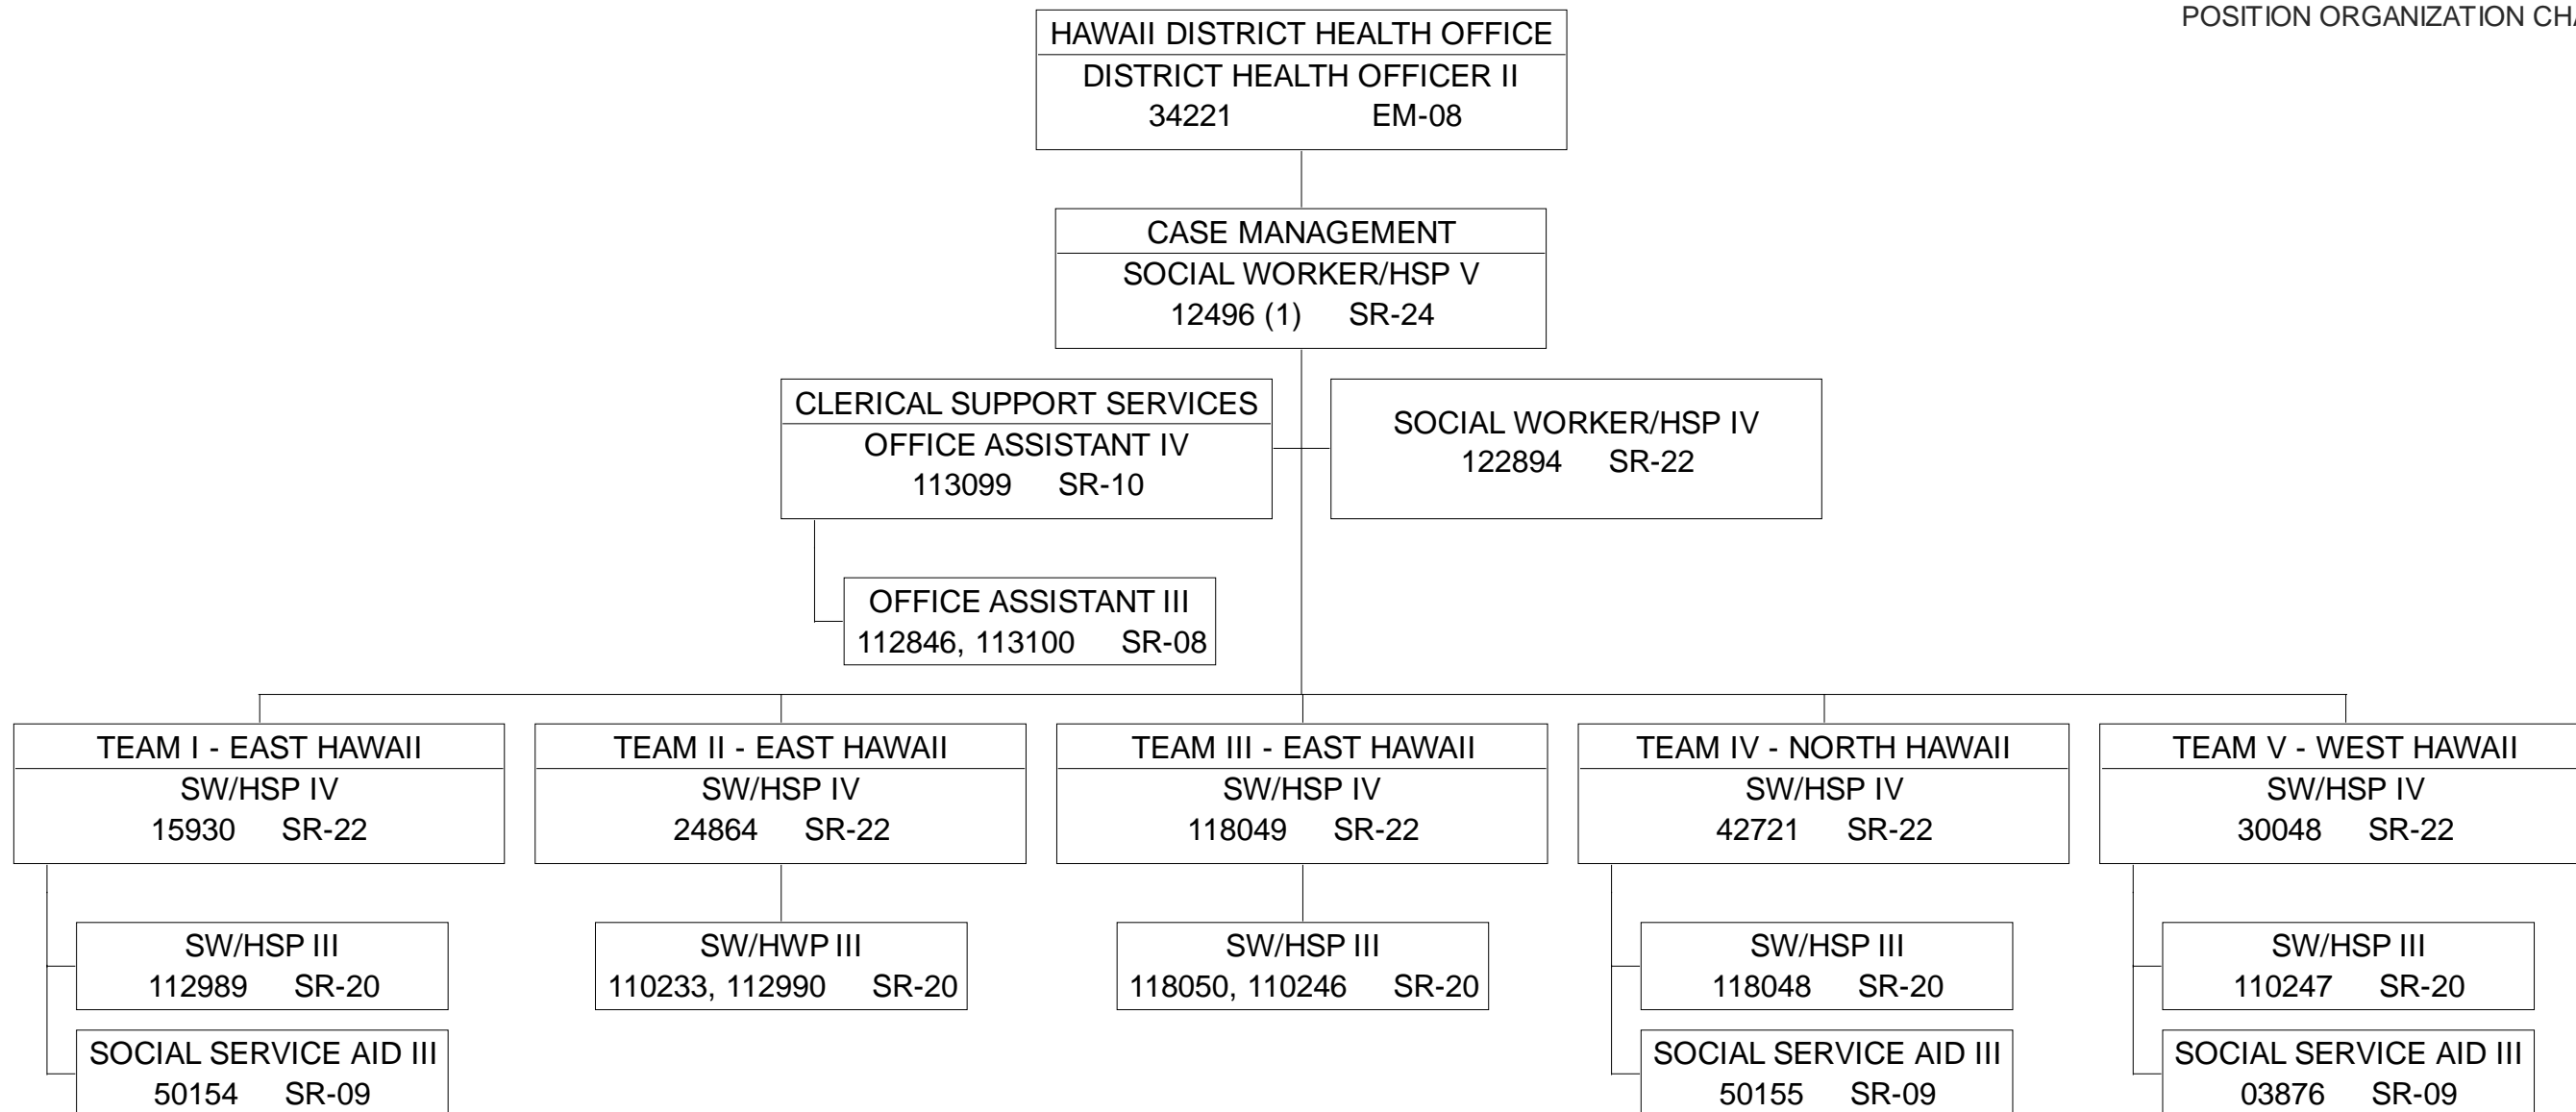 POSITION ORGANIZATION CHA
HAWAII DISTRICT HEALTH OFFICE
DISTRICT HEALTH OFFICER II
34221 EM-08
CASE MANAGEMENT
SOCIAL WORKER/HSP V
12496 (1) SR-24
CLERICAL SUPPORT SERVICES
OFFICE ASSISTANT IV
113099 SR-10
SOCIAL WORKER/HSP IV
122894 SR-22
OFFICE ASSISTANT III
112846, 113100 SR-08
TEAM I - EAST HAWAII
SW/HSP IV
15930 SR-22
TEAM II - EAST HAWAII
SW/HSP IV
24864 SR-22
TEAM III - EAST HAWAII
SW/HSP IV
118049 SR-22
TEAM IV - NORTH HAWAII
SW/HSP IV
42721 SR-22
TEAM V - WEST HAWAII
SW/HSP IV
30048 SR-22
SW/HSP III
112989 SR-20
SW/HWP III
110233, 112990 SR-20
SW/HSP III
118050, 110246 SR-20
SW/HSP III
118048 SR-20
SW/HSP III
110247 SR-20
SOCIAL SERVICE AID III
50154 SR-09
SOCIAL SERVICE AID III
50155 SR-09
SOCIAL SERVICE AID III
03876 SR-09